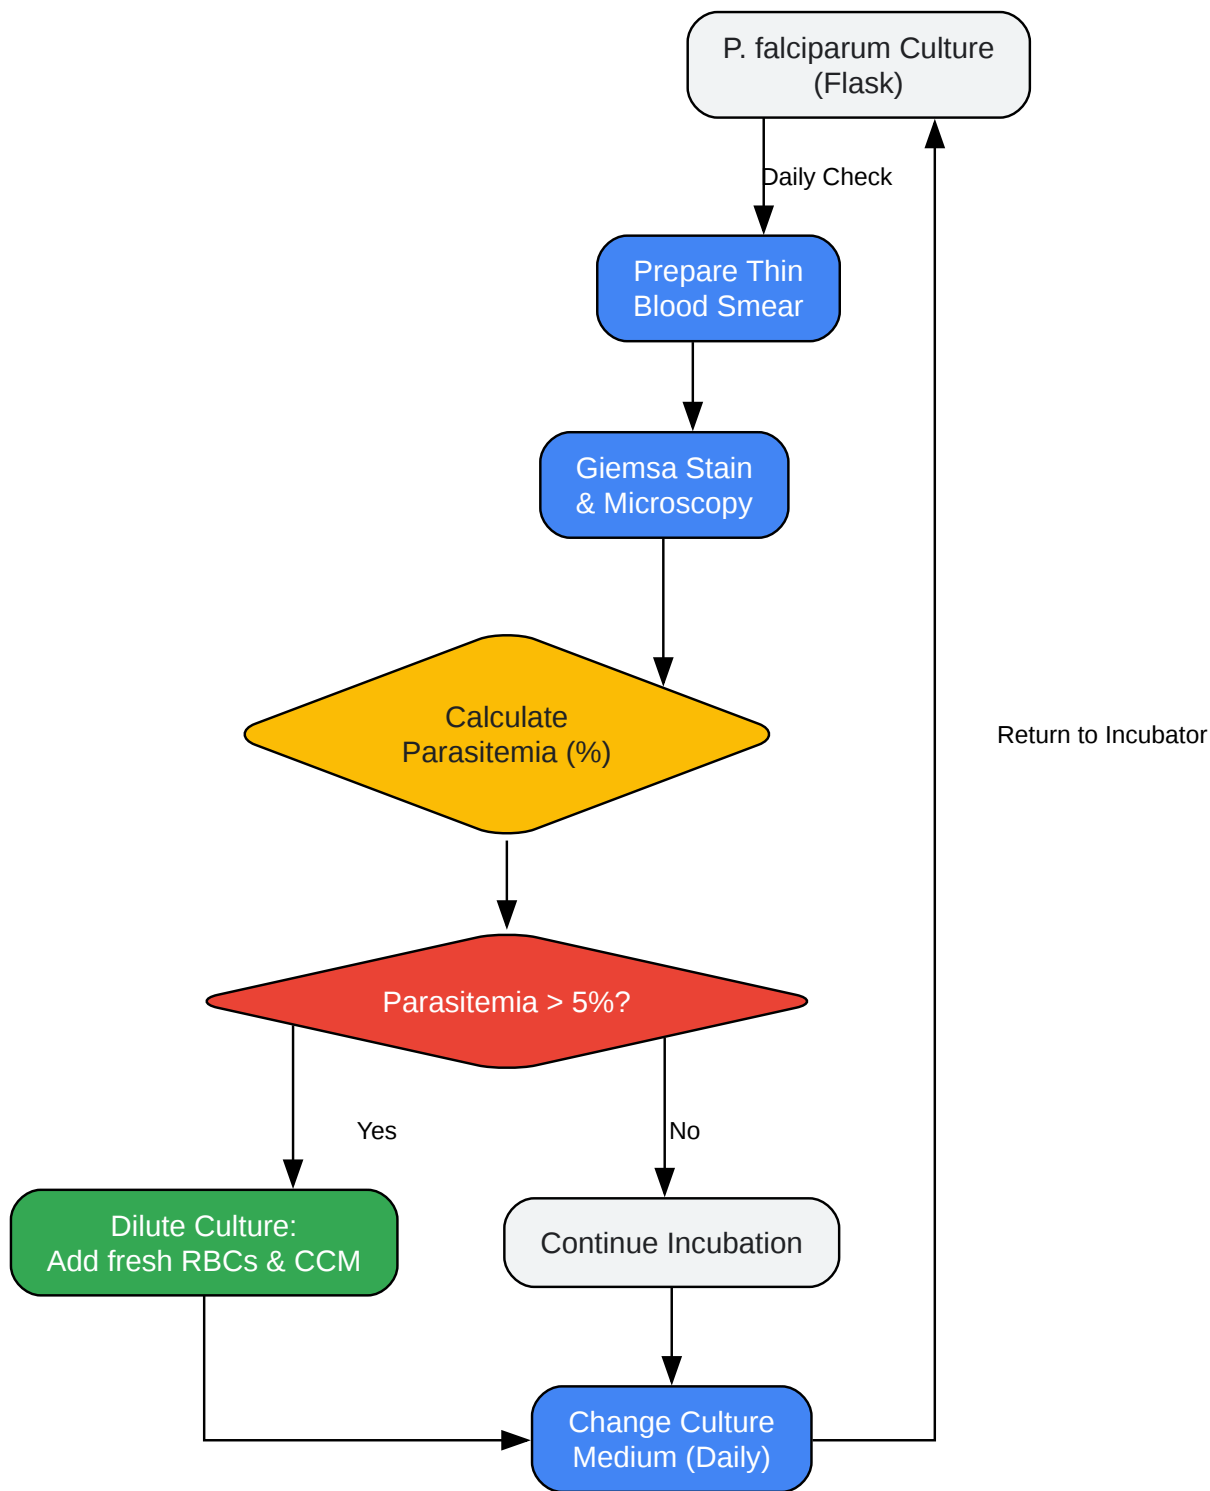 P. falciparum Culture
(Flask)
Daily Check
Prepare Thin
Blood Smear
Giemsa Stain
& Microscopy
Calculate
Parasitemia (%)
Return to Incubator
Parasitemia > 5%?
Yes
No
Dilute Culture:
Add fresh RBCs & CCM
Continue Incubation
Change Culture
Medium (Daily)